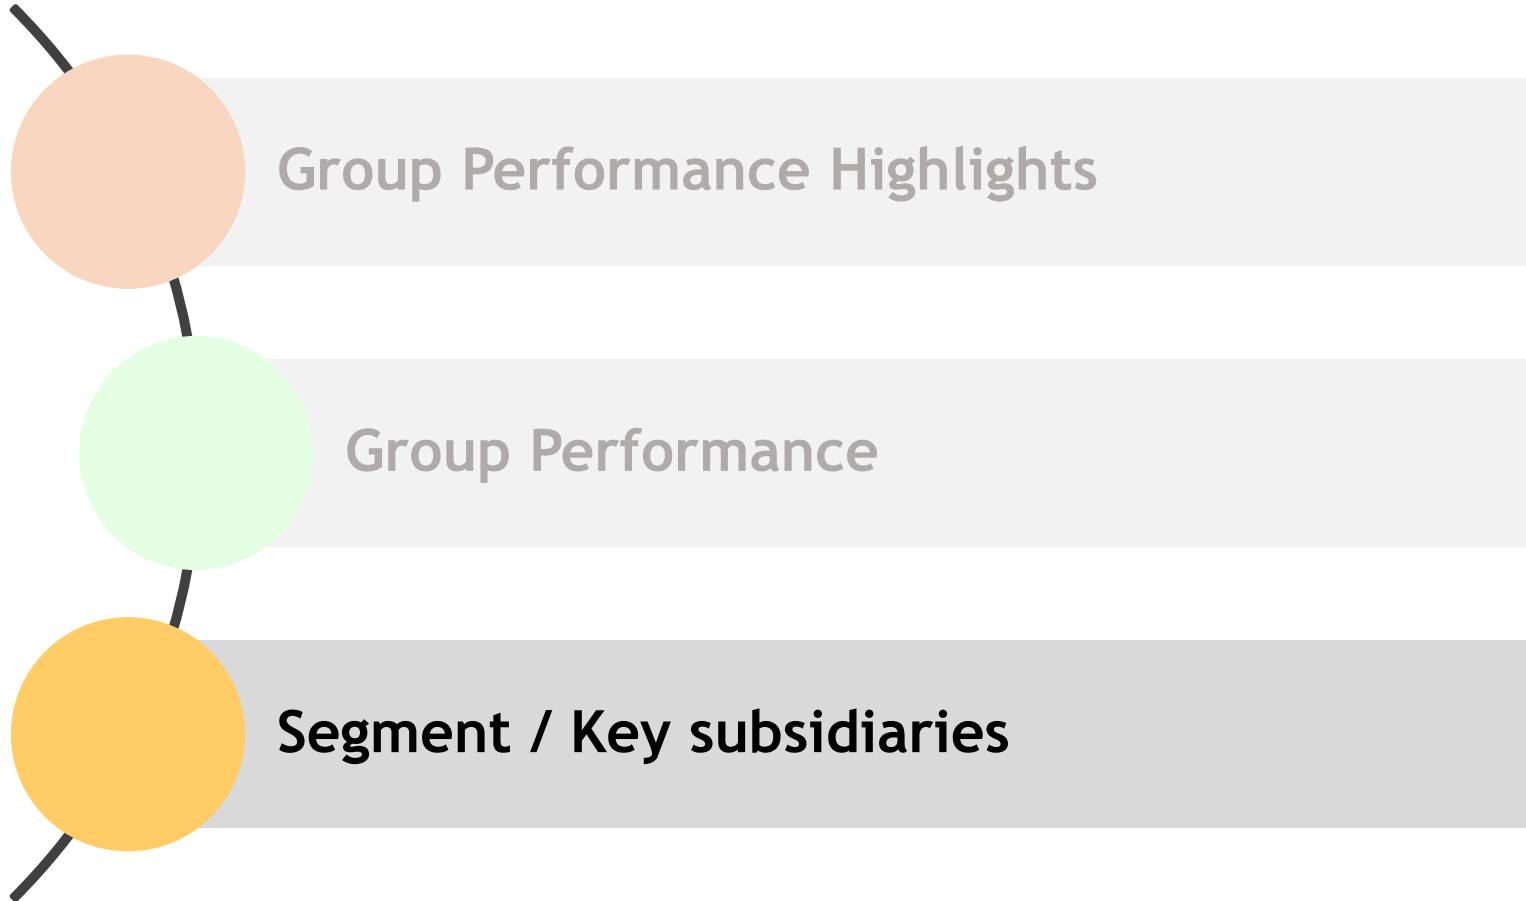 Group Performance Highlights
Group Performance
Segment / Key subsidiaries